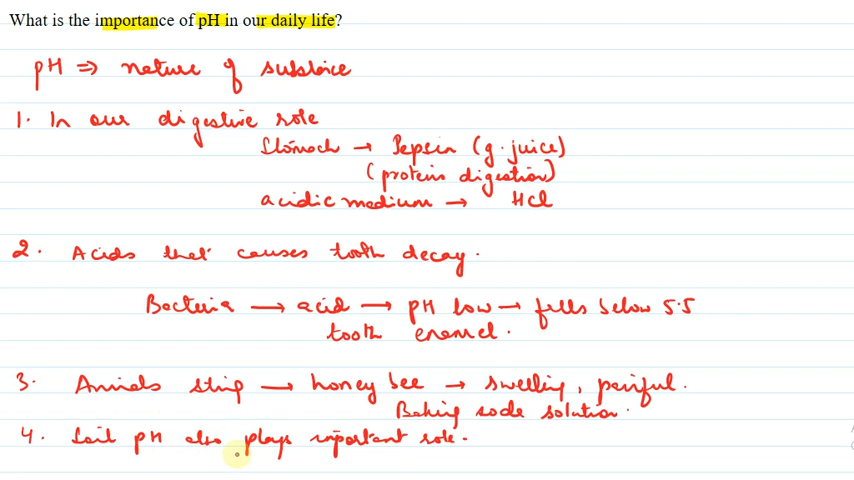 What is the importance of pH in our daily life?
pH ⇒ nature of substance
1. In our digestive role
Stomach → Pepsin (g. juice)
(protein digestion)
acidic medium → HCl
2. Acids that causes tooth decay.
Bacteria → acid → pH low → falls below 5.5
tooth enamel.
3. Animals sting → honey bee → swelling, painful.
Baking soda solution.
4. Soil pH also plays important role.